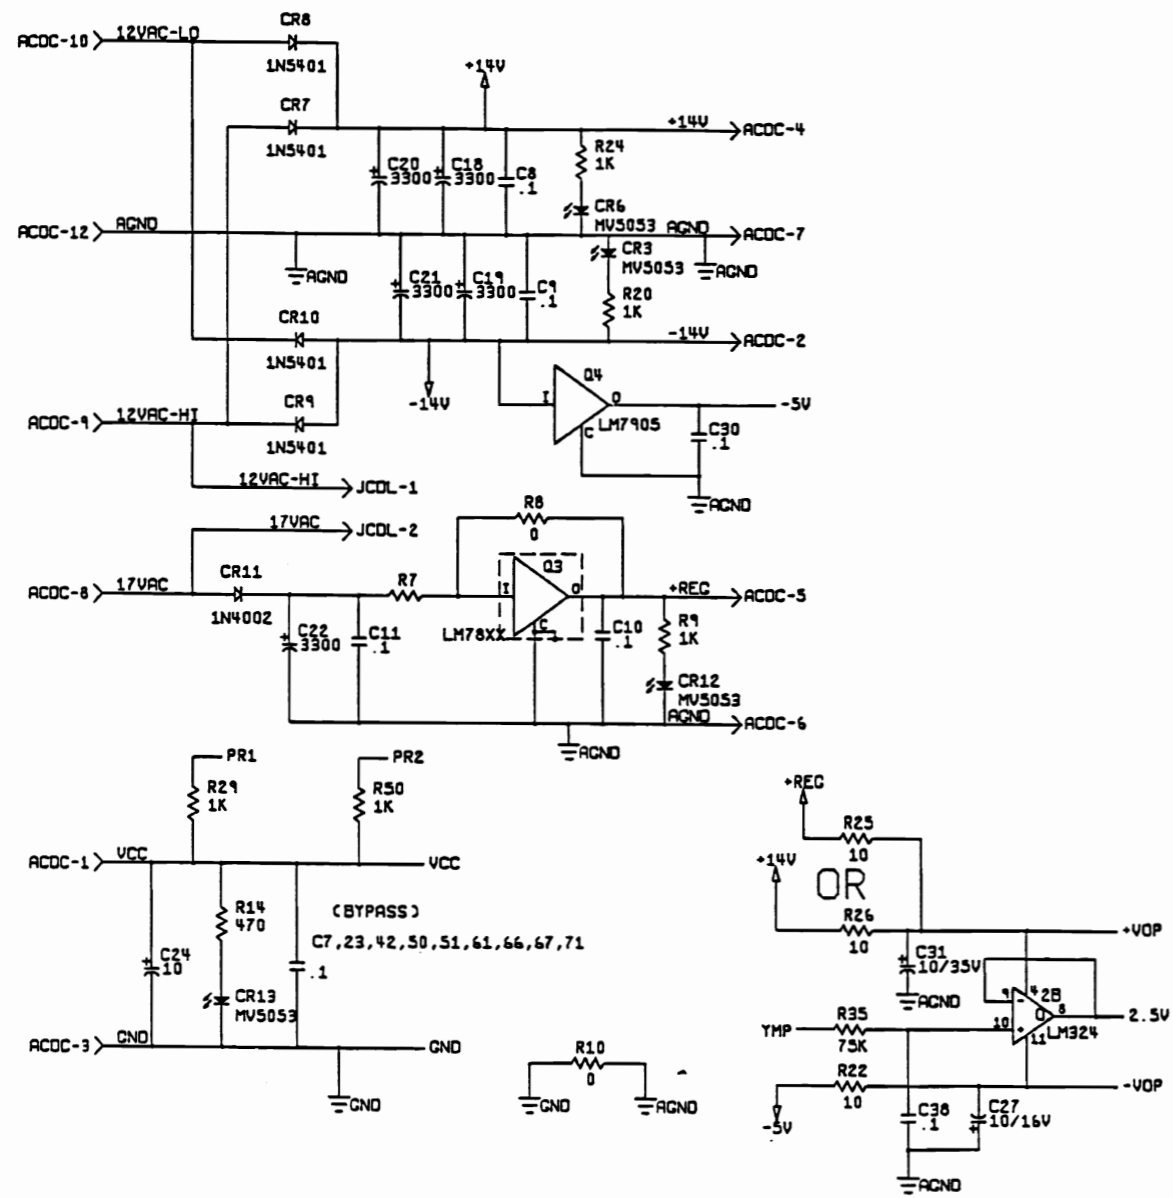 CR8
ACDC-10 12VAC-LO
1N5401
+14V
CR7
+14V ACDC-4
1N5401
R24
1K
C20
3300
C18
3300
C8
.1
CR6
MV5053
ACDC-12 AGND
AGND ACDC-7
CR3
MV5053
AGND
AGND
C21
3300
C19
3300
C9
.1
R20
1K
CR10
-14V ACDC-2
1N5401
-14V
Q4
I O
-5V
LM7905
C
C30
.1
CR9
ACDC-9 12VAC-HI
1N5401
12VAC-HI JCDL-1
AGND
17VAC JCDL-2
R8
0
CR11
ACDC-8 17VAC
1N4002
R7
Q3
I O
+REG ACDC-5
LM78XX
C
C22
3300
C11
.1
C10
.1
R9
1K
CR12
MV5053
AGND ACDC-6
AGND
PR1
R29
1K
PR2
R50
1K
ACDC-1 VCC
VCC
R14
470
(BYPASS)
C7,23,42,50,51,61,66,67,71
.1
C24
10
CR13
MV5053
ACDC-3 GND
GND
GND
R10
0
GND
AGND
+REG
R25
10
+14V
OR
R26
10
+VOP
C31
10/35V
AGND
9 - 4 2B 8
2.5V
10 + 11 LM324
YMP
R35
75K
R22
10
-VOP
-5V
C38
.1
C27
10/16V
AGND